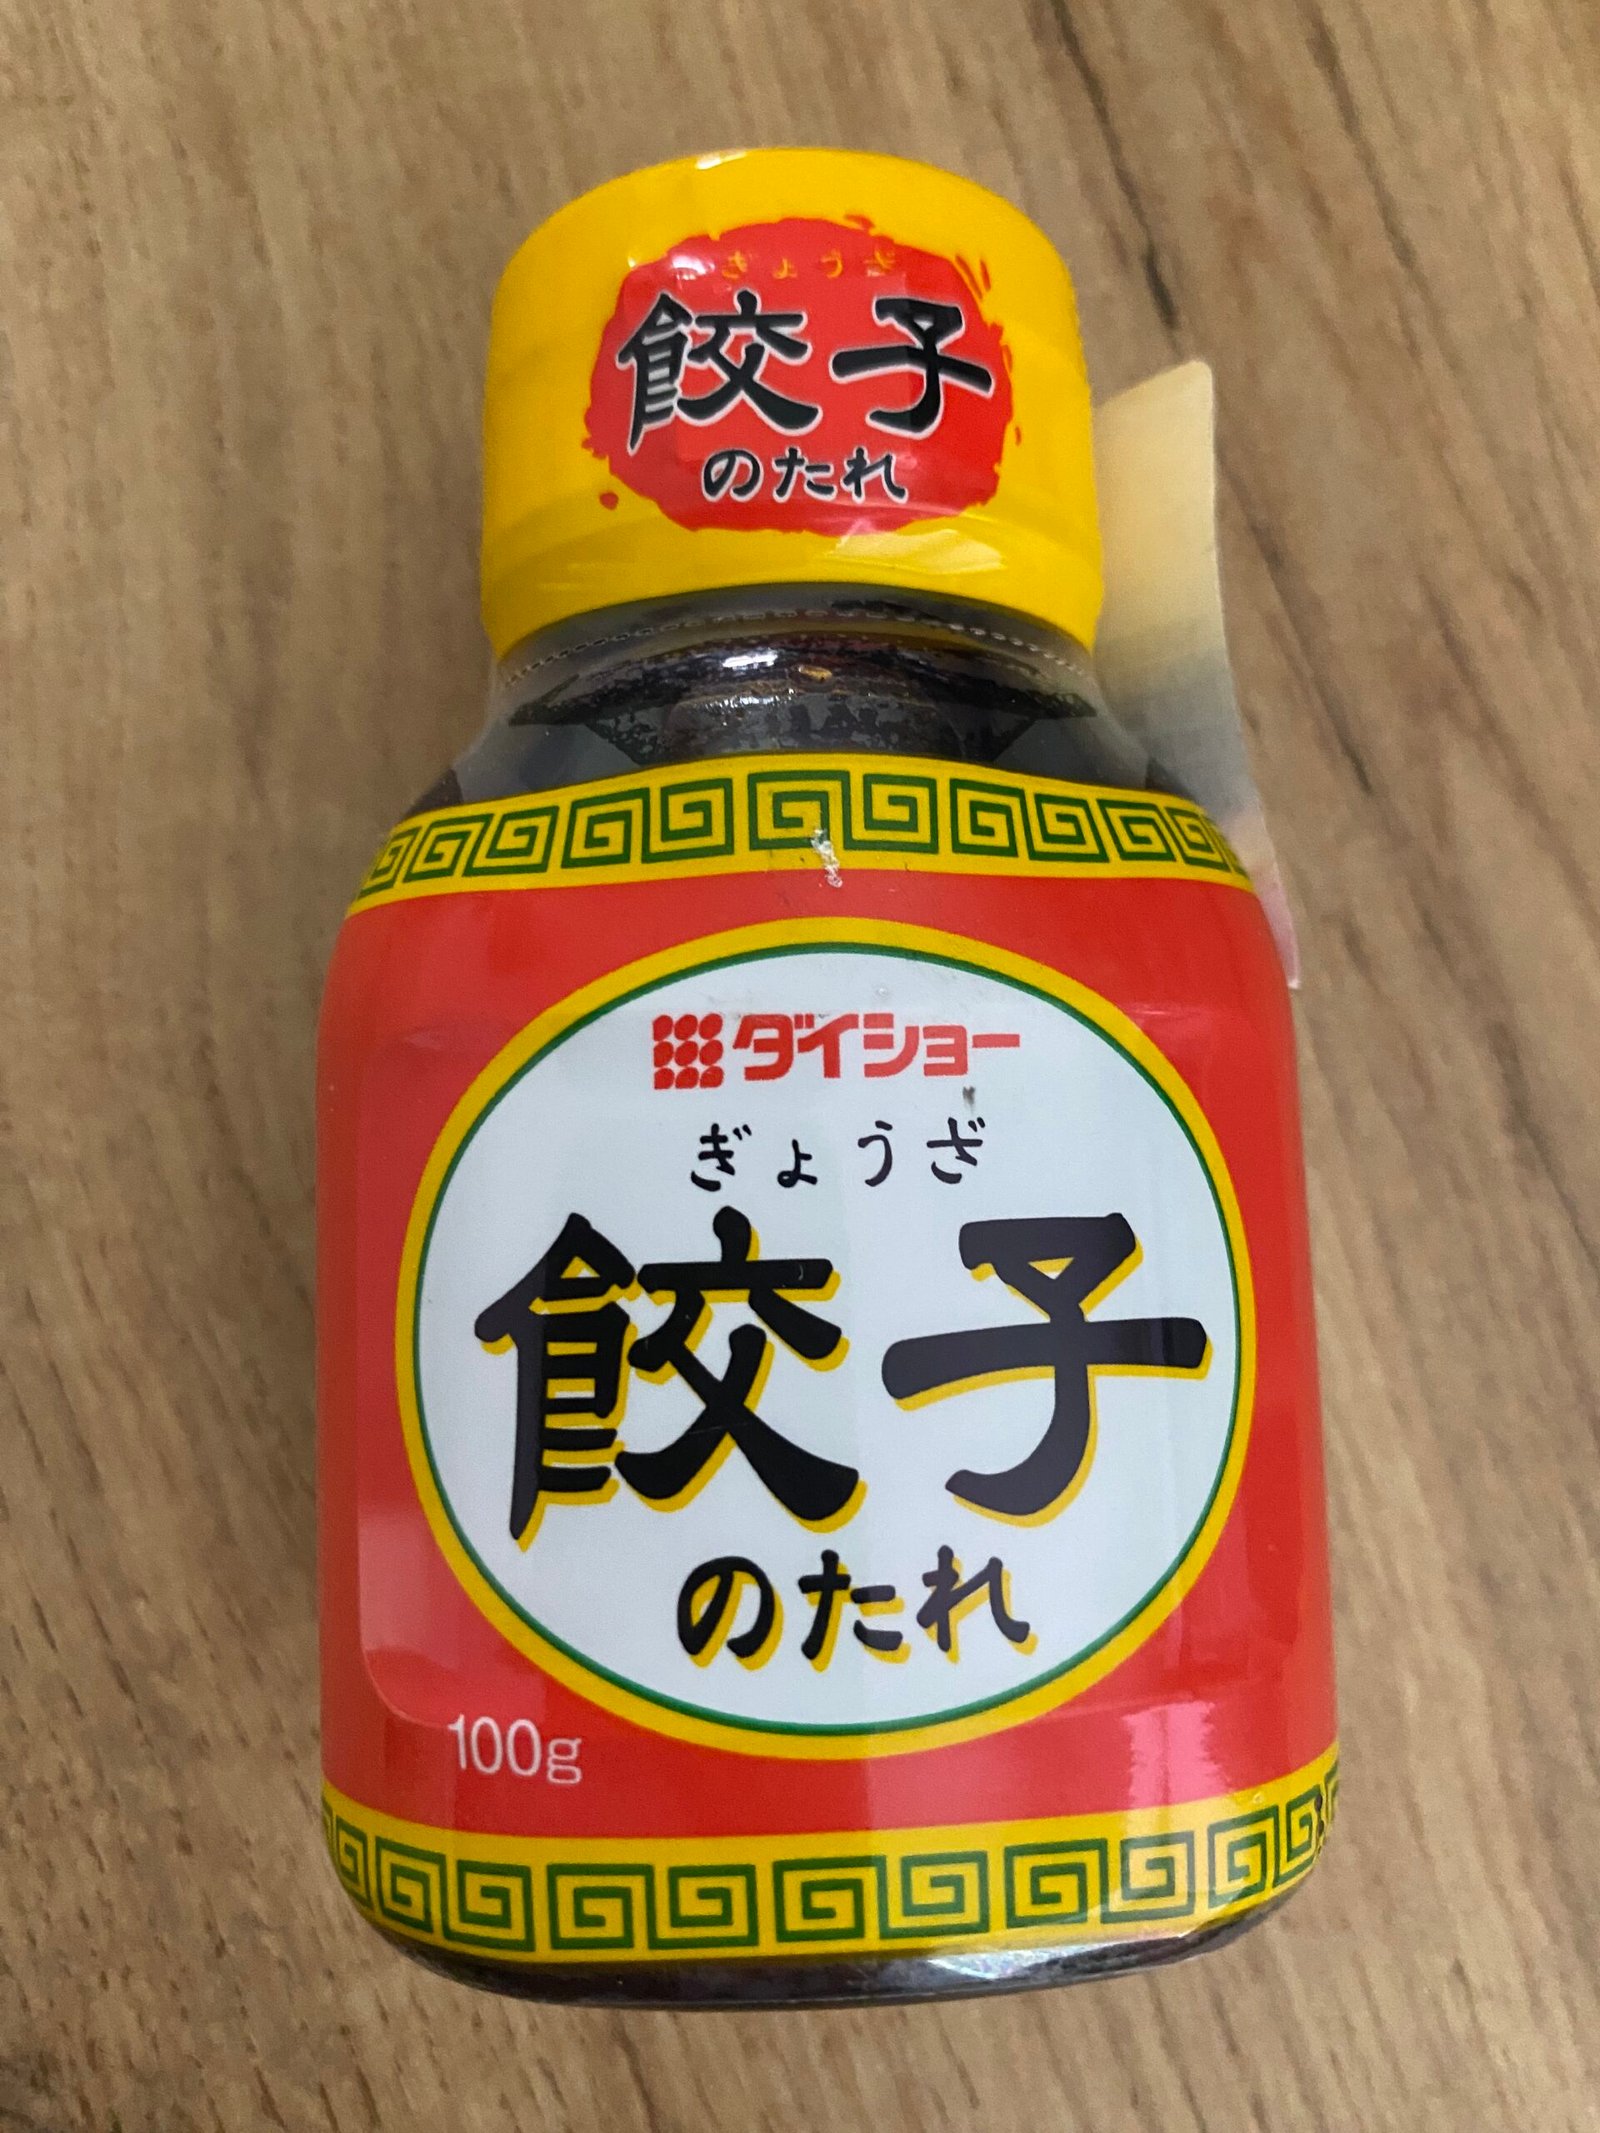 ぎょうざ
餃子
のたれ
ダイショー
ぎょうざ
餃子
のたれ
100g